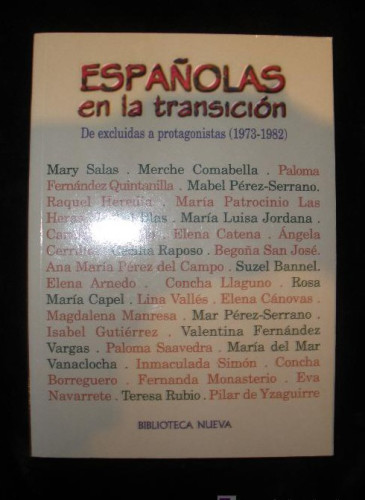 ESPAÑOLAS
en la transición
De excluidas a protagonistas (1973-1982)
Mary Salas . Merche Comabella . Paloma
Fernández Quintanilla . Mabel Pérez-Serrano.
Raquel Heredia . María Patrocinio Las
Heras Blas . María Luisa Jordana .
Elena Catena . Ángela
Cecilia Raposo . Begoña San José.
Ana María Pérez del Campo . Suzel Bannel.
Elena Arnedo . Concha Llaguno . Rosa
María Capel . Lina Vallés . Elena Cánovas .
Magdalena Manresa . Mar Pérez-Serrano .
Isabel Gutiérrez . Valentina Fernández
Vargas . Paloma Saavedra . María del Mar
Vanaclocha . Inmaculada Simón . Concha
Borreguero . Fernanda Monasterio . Eva
Navarrete . Teresa Rubio . Pilar de Yzaguirre
BIBLIOTECA NUEVA